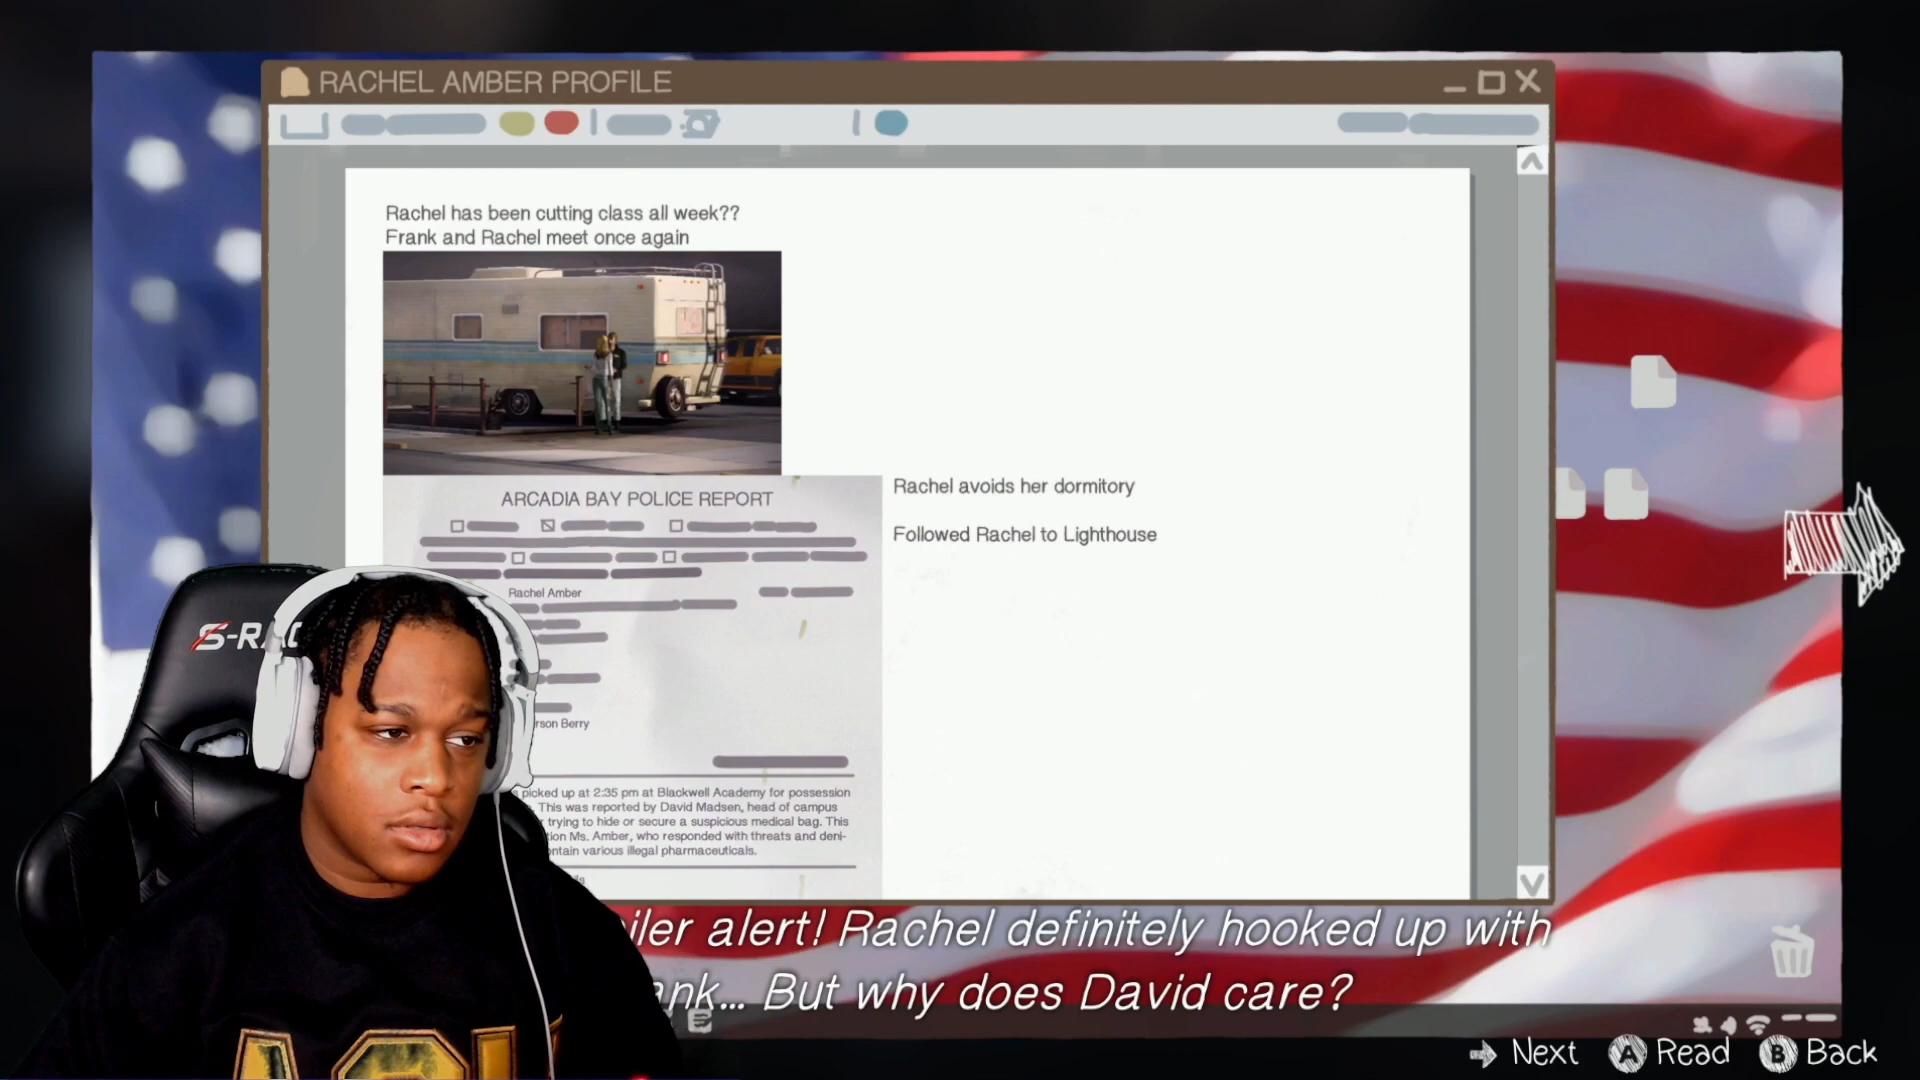 RACHEL AMBER PROFILE
Rachel has been cutting class all week??
Frank and Rachel meet once again
ARCADIA BAY POLICE REPORT
Rachel avoids her dormitory
Followed Rachel to Lighthouse
Rachel Amber
rson Berry
picked up at 2:35 pm at Blackwell Academy for possession
This was reported by David Madsen, head of campus
trying to hide or secure a suspicious medical bag. This
tion Ms. Amber, who responded with threats and deni-
ontain various illegal pharmaceuticals.
S-RAC
iler alert! Rachel definitely hooked up with
ank... But why does David care?
Next
A Read
B Back